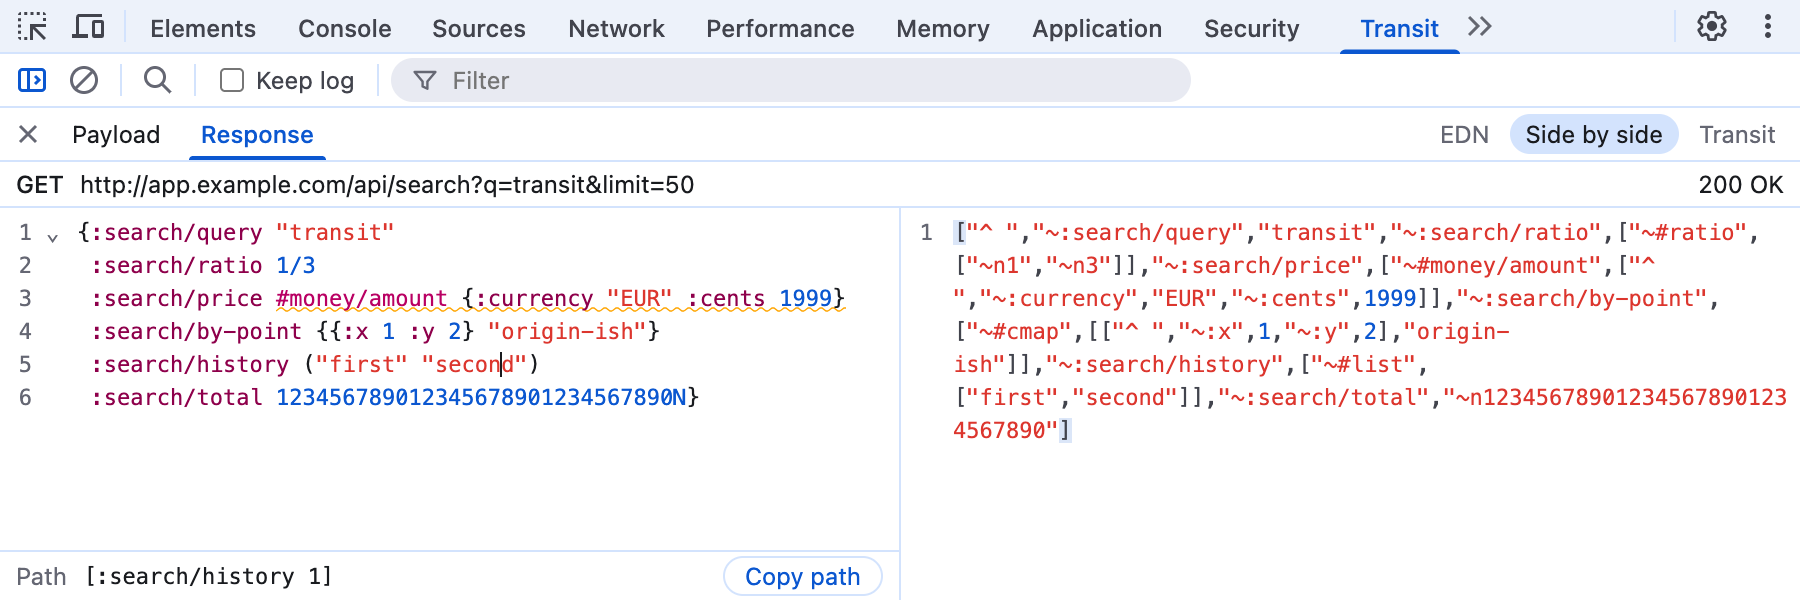 Elements Console Sources Network Performance Memory Application Security Transit
Keep log Filter
Payload Response EDN Side by side Transit
GET http://app.example.com/api/search?q=transit&limit=50 200 OK
1 {:search/query "transit"
2 :search/ratio 1/3
3 :search/price #money/amount {:currency "EUR" :cents 1999}
4 :search/by-point {{:x 1 :y 2} "origin-ish"}
5 :search/history ("first" "second")
6 :search/total 123456789012345678901234567890N}
1 ["^ ","~:search/query","transit","~:search/ratio",["~#ratio",
["~n1","~n3"]],"~:search/price",["~#money/amount",["^
","~:currency","EUR","~:cents",1999]],"~:search/by-point",
["~#cmap",[["^ ","~:x",1,"~:y",2],"origin-
ish"]],"~:search/history",["~#list",
["first","second"]],"~:search/total","~n12345678901234567890123
4567890"]
Path [:search/history 1] Copy path